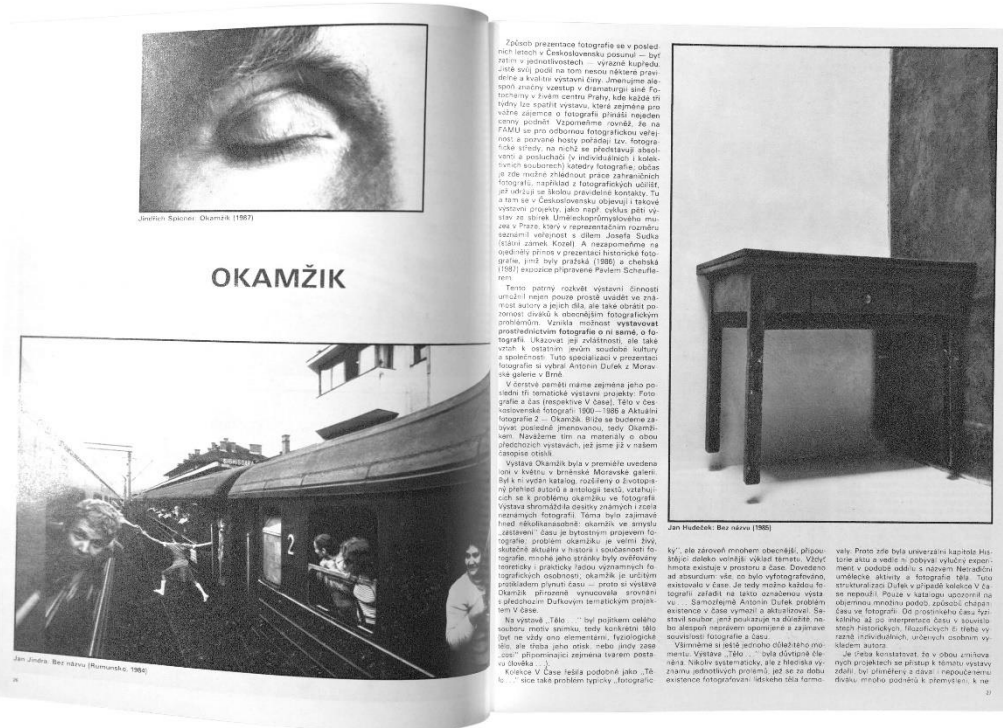 Jindřich Špicner: Okamžik (1987)
OKAMŽIK
2
Jan Jindra: Bez názvu (Rumunsko, 1984)
Způsob prezentace fotografie se v posled-
ních letech v Československu posunul — byť
zatím v jednotlivostech — výrazně kupředu.
Jistě svůj podíl na tom nesou některé pravi-
delné a kvalitní výstavní činy. Jmenujme ale-
spoň značný vzestup v dramaturgii síně Fo-
tochemy v živém centru Prahy, kde každé tři
týdny lze spatřit výstavu, která zejména pro
vážné zájemce o fotografii přináší nejeden
cenný podnět. Vzpomeňme rovněž, že na
FAMU se pro odbornou fotografickou veřej-
nost a pozvané hosty pořádají tzv. fotogra-
fické středy, na nichž se představují absol-
venti a posluchači (v individuálních i kolek-
tivních souborech) katedry fotografie; občas
je zde možné zhlédnout práce zahraničních
fotografů, například z fotografických učilišť,
jež udržují se školou pravidelné kontakty. Tu
a tam se v Československu objevují i takové
výstavní projekty, jako např. cyklus pěti vý-
stav ze sbírek Uměleckoprůmyslového mu-
zea v Praze, který v reprezentačním rozměru
seznámil veřejnost s dílem Josefa Sudka
(státní zámek Kozel). A nezapomeňme na
ojedinělý přínos v prezentaci historické foto-
grafie, jímž byly pražská (1986) a chebská
(1987) expozice připravené Pavlem Scheufle-
rem.
Tento patrný rozkvět výstavní činnosti
umožnil nejen pouze prostě uvádět ve zná-
most autory a jejich díla, ale také obrátit po-
zornost diváků k obecnějším fotografickým
problémům. Vznikla možnost vystavovat
prostřednictvím fotografie o ní samé, o fo-
tografii. Ukazovat její zvláštnosti, ale také
vztah k ostatním jevům soudobé kultury
a společnosti. Tuto specializaci v prezentaci
fotografie si vybral Antonín Dufek z Morav-
ské galerie v Brně.
V čerstvé paměti máme zejména jeho po-
slední tři tematické výstavní projekty: Foto-
grafie a čas (respektive V čase), Tělo v čes-
koslovenské fotografii 1900—1986 a Aktuální
fotografie 2 — Okamžik. Blíže se budeme za-
bývat posledně jmenovanou, tedy Okamži-
kem. Navážeme tím na materiály o obou
předchozích výstavách, jež jsme již v našem
časopise otiskli.
Výstava Okamžik byla v premiéře uvedena
loni v květnu v brněnské Moravské galerii.
Byl k ní vydán katalog, rozšířený o životopis-
ný přehled autorů a antologii textů, vztahují-
cích se k problému okamžiku ve fotografii.
Výstava shromáždila desítky známých i zcela
neznámých fotografií. Téma bylo zajímavé
hned několikanásobně: okamžik ve smyslu
„zastavení“ času je bytostným projevem fo-
tografie; problém okamžiku je velmi živý,
skutečně aktuální v historii i současnosti fo-
tografie, mnohé jeho stránky byly ověřovány
teoreticky i prakticky řadou významných fo-
tografických osobností; okamžik je určitým
protikladem plynutí času — proto si výstava
Okamžik přirozeně vynucovala srovnání
s předchozím Dufkovým tematickým projek-
tem V čase.
Na výstavě „Tělo...“ byl pojítkem celého
souboru motiv snímku, tedy konkrétní tělo
(byť ne vždy ono elementární, fyziologické
tělo, ale třeba jeho otisk, nebo jindy zase
„cosi“ připomínající zejména tvarem posta-
vu člověka...).
Kolekce V čase řešila podobně jako „Tě-
lo...“ sice také problém typicky „fotografic-
Jan Hudeček: Bez názvu (1985)
ký“, ale zároveň mnohem obecnější, připou-
štějící daleko volnější výklad tématu. Vždyť
hmota existuje v prostoru a čase. Dovedeno
ad absurdum: vše, co bylo vyfotografováno,
existovalo v čase. Je tedy možno každou fo-
tografii zařadit na takto označenou výsta-
vu... Samozřejmě Antonín Dufek problém
existence v čase vymezil a aktualizoval. Se-
stavil soubor, jenž poukazuje na důležité ne-
bo alespoň neprávem opomíjené a zajímavé
souvislosti fotografie a času.
Všimněme si ještě jednoho důležitého mo-
mentu. Výstava „Tělo...“ byla důvtipně čle-
něna. Nikoliv systematicky, ale z hlediska vý-
znamu jednotlivých problémů, jež se za dobu
existence fotografování lidského těla formo-
valy. Proto zde byla univerzální kapitola His-
torie aktu a vedle ní pobýval výlučný experi-
ment v podobě oddílu s názvem Netradiční
umělecké aktivity a fotografie těla. Tuto
strukturalizaci Dufek v případě kolekce V ča-
se nepoužil. Pouze v katalogu upozornil na
objemnou množinu podob, způsobů chápání
času ve fotografii. Od prostinkého času fyzi-
kálního až po interpretace času v souvislo-
stech historických, filozofických či třeba vý-
razně individuálních, určených osobním vý-
kladem autora.
Je třeba konstatovat, že v obou zmiňova-
ných projektech se přístup k tématu výstavy
zdál, byl přiměřený a dával i nepoučenému
diváku mnoho podnětů k přemýšlení, k ne-